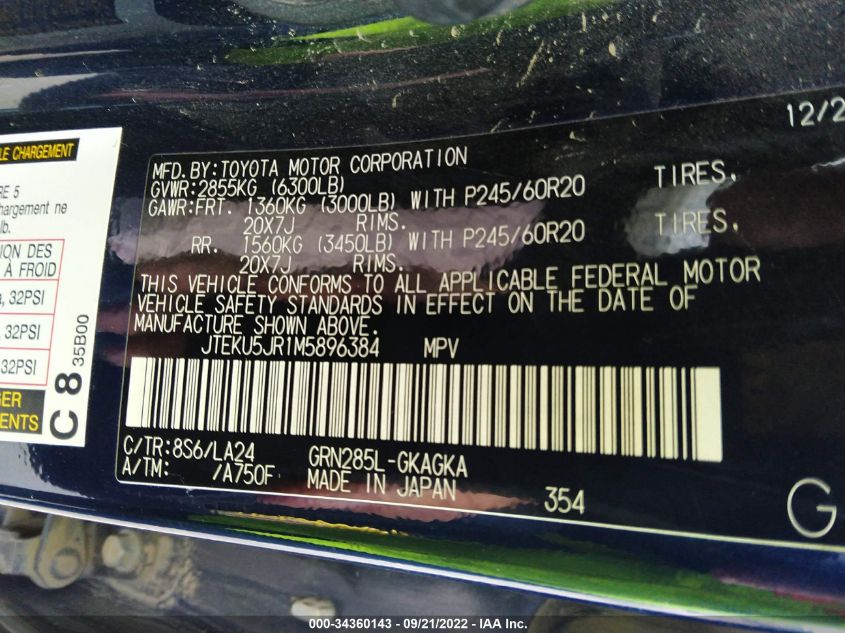 12/2
MFD. BY:TOYOTA MOTOR CORPORATION
GVWR:2855KG (6300LB)
GAWR:FRT. 1360KG (3000LB) WITH P245/60R20 TIRES,
20X7J RIMS.
RR. 1560KG (3450LB) WITH P245/60R20 TIRES,
20X7J RIMS.
THIS VEHICLE CONFORMS TO ALL APPLICABLE FEDERAL MOTOR
VEHICLE SAFETY STANDARDS IN EFFECT ON THE DATE OF
MANUFACTURE SHOWN ABOVE.
JTEKU5JR1M5896384 MPV
C/TR:8S6/LA24 GRN285L-GKAGKA
A/TM: /A750F MADE IN JAPAN
354
G
LE CHARGEMENT
RE 5
hargement ne
lb.
ION DES
À FROID
a, 32PSI
32PSI
32PSI
GER
MENTS
C 8 35B00
000-34360143 - 09/21/2022 - IAA Inc.